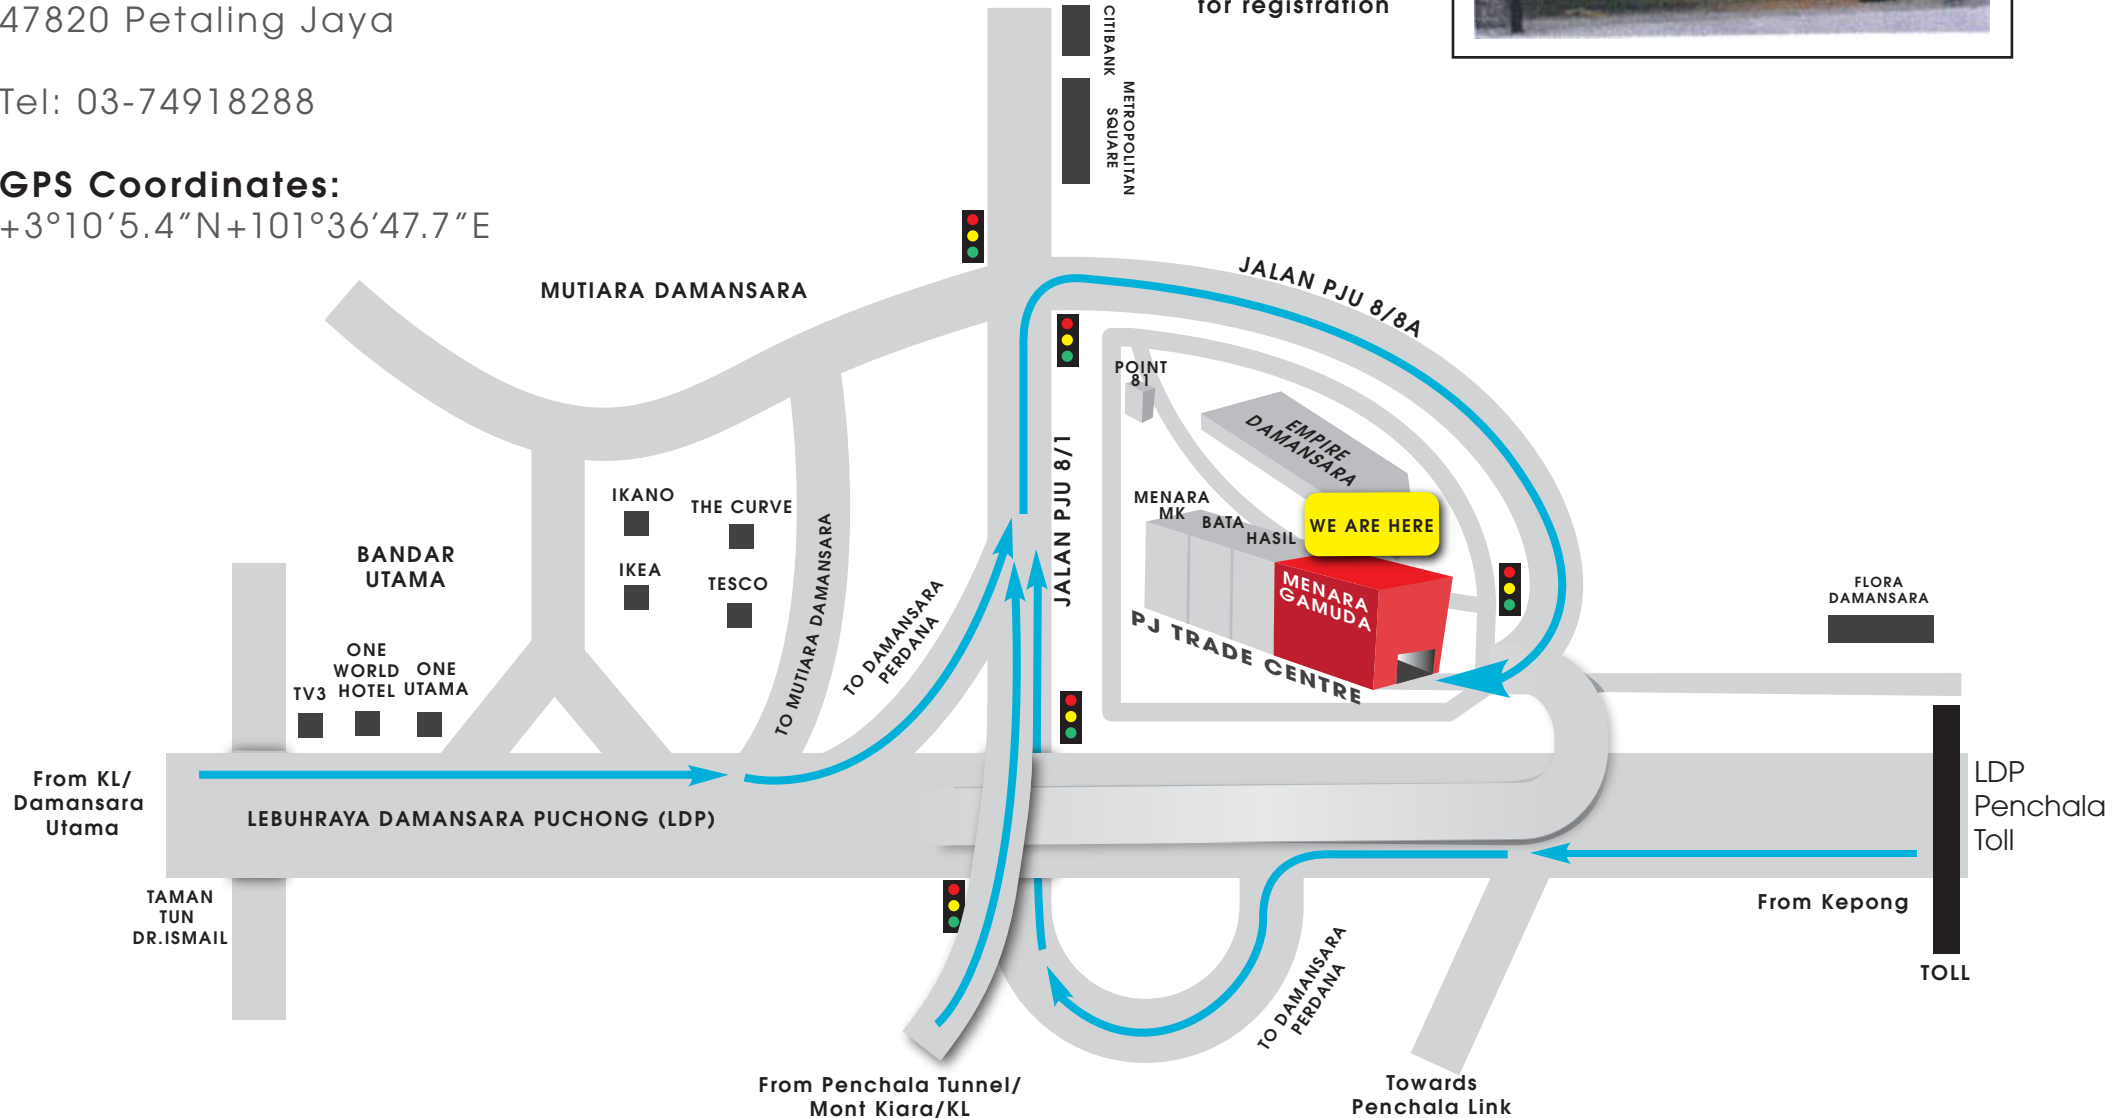 47820 Petaling Jaya
Tel: 03-74918288
GPS Coordinates:
+3°10’5.4”N+101°36’47.7”E
for registration
CITIBANK
METROPOLITAN
SQUARE
MUTIARA DAMANSARA
JALAN PJU 8/8A
POINT
81
EMPIRE
DAMANSARA
JALAN PJU 8/1
MENARA
MK
BATA
HASIL
WE ARE HERE
MENARA
GAMUDA
PJ TRADE CENTRE
IKANO
THE CURVE
IKEA
TESCO
BANDAR
UTAMA
TO MUTIARA DAMANSARA
TO DAMANSARA
PERDANA
FLORA
DAMANSARA
TV3
ONE
WORLD
HOTEL
ONE
UTAMA
From KL/
Damansara
Utama
LEBUHRAYA DAMANSARA PUCHONG (LDP)
LDP
Penchala
Toll
TAMAN
TUN
DR.ISMAIL
From Kepong
TOLL
TO DAMANSARA
PERDANA
From Penchala Tunnel/
Mont Kiara/KL
Towards
Penchala Link